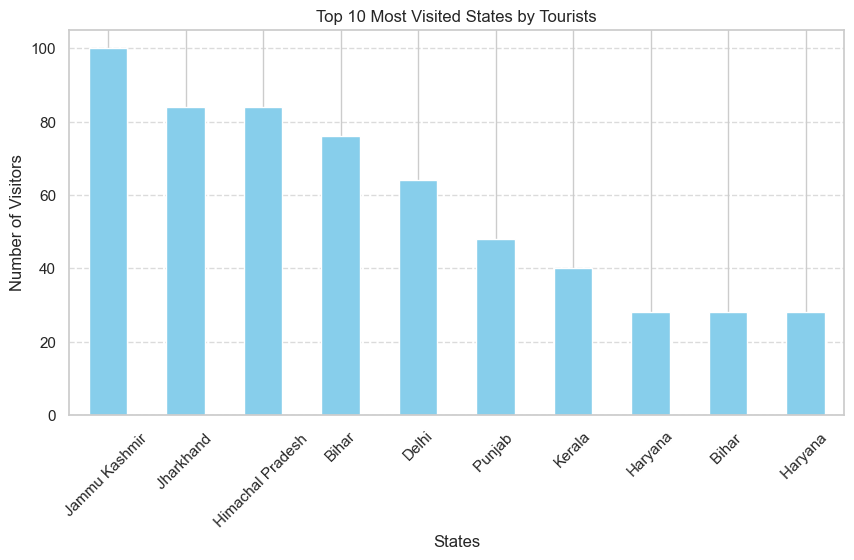 Top 10 Most Visited States by Tourists
Number of Visitors
100
80
60
40
20
0
Jammu Kashmir
Jharkhand
Himachal Pradesh
Bihar
Delhi
Punjab
Kerala
Haryana
Bihar
Haryana
States